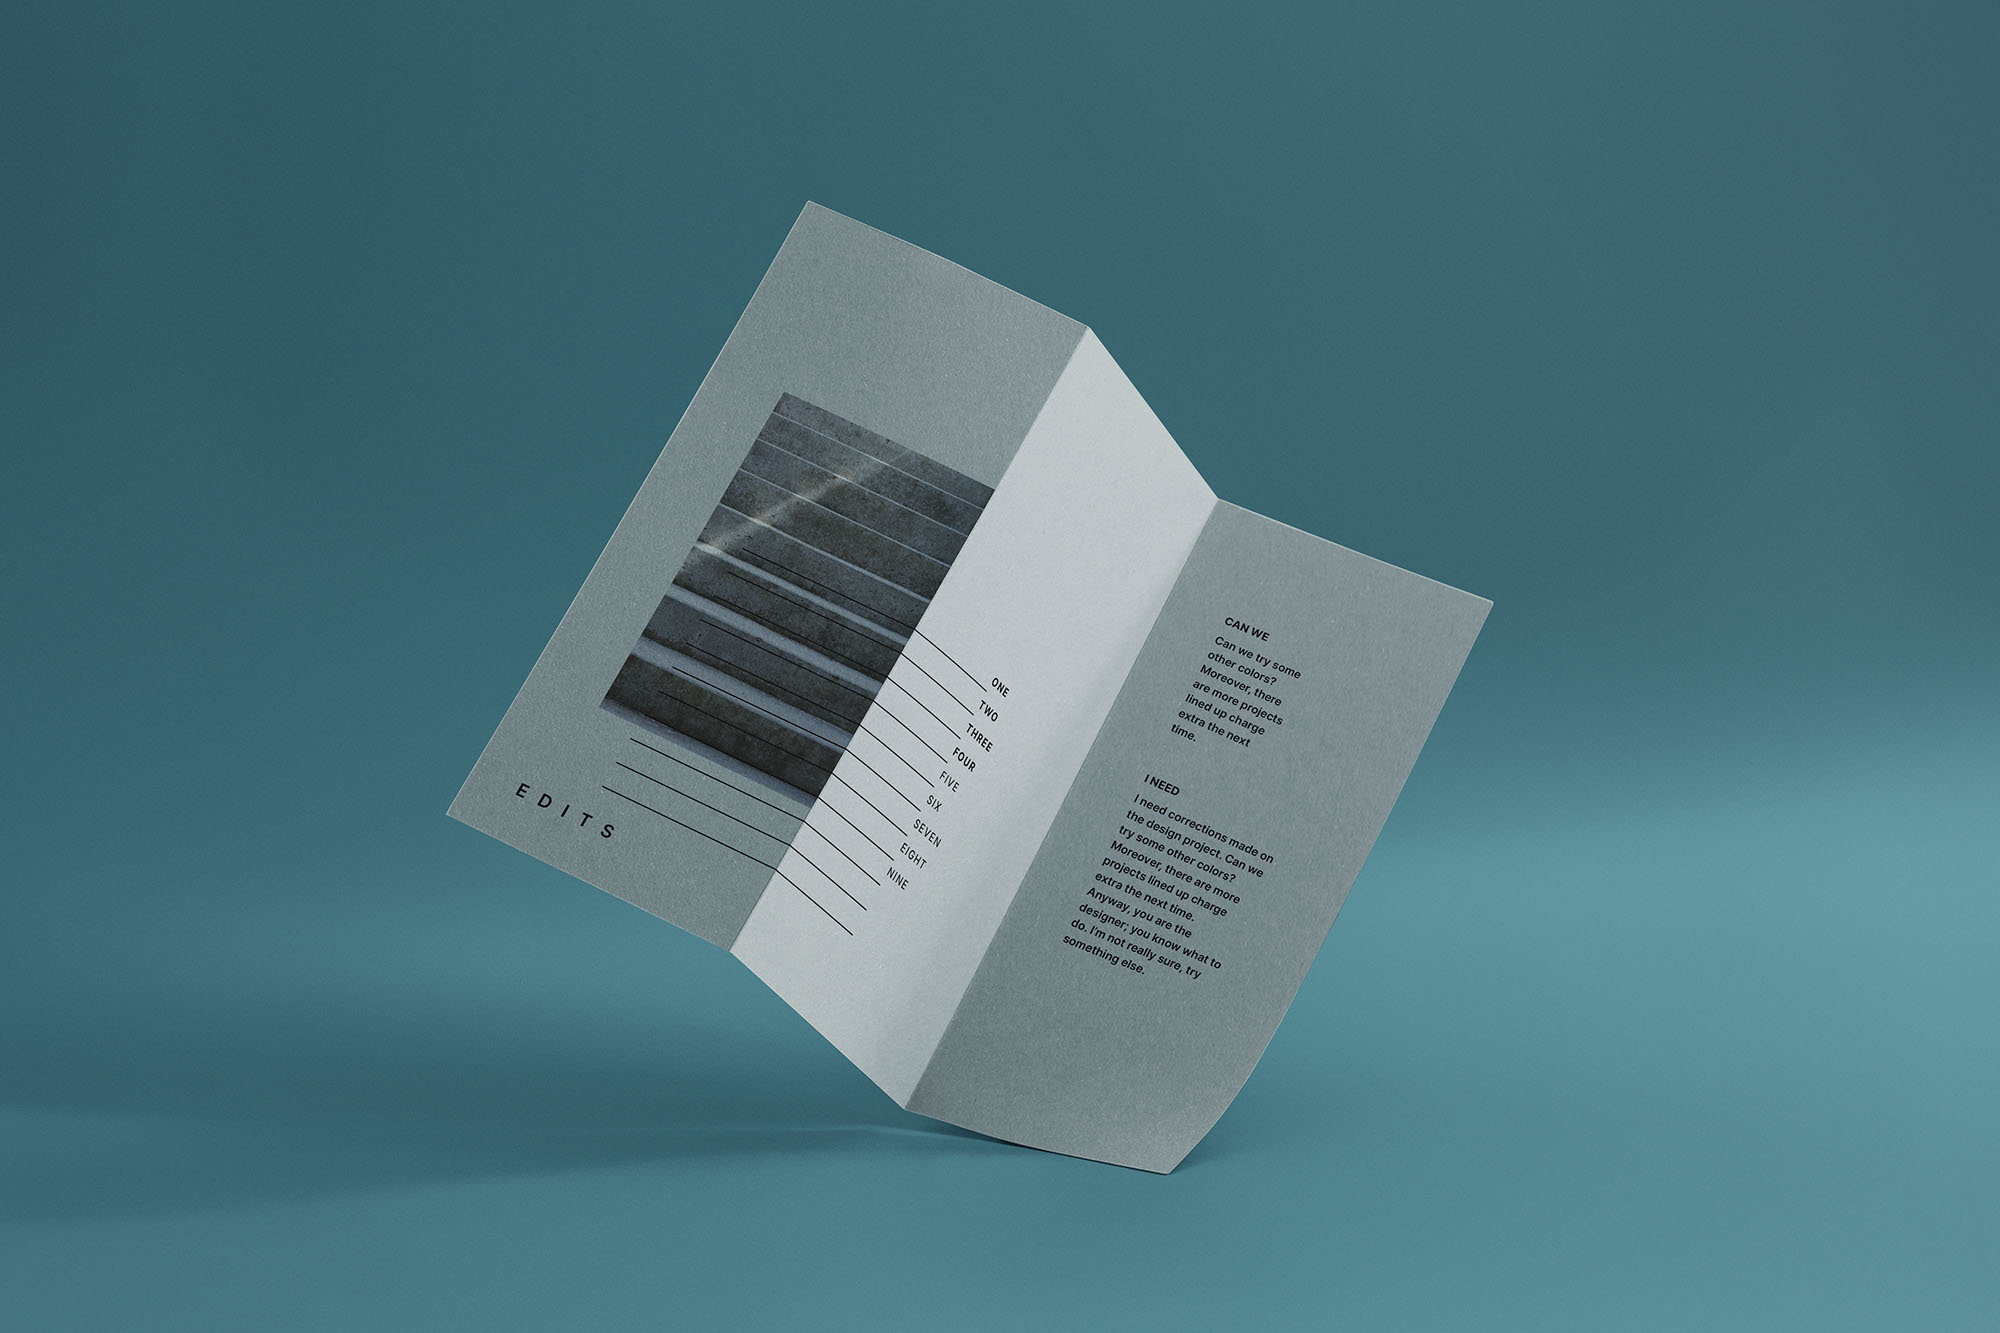 EDITS
ONE
TWO
THREE
FOUR
FIVE
SIX
SEVEN
EIGHT
NINE
CAN WE
Can we try some
other colors?
Moreover, there
are more projects
lined up charge
extra the next
time.
I NEED
I need corrections made on
the design project. Can we
try some other colors?
Moreover, there are more
projects lined up charge
extra the next time.
Anyway, you are the
designer; you know what to
do. I'm not really sure, try
something else.